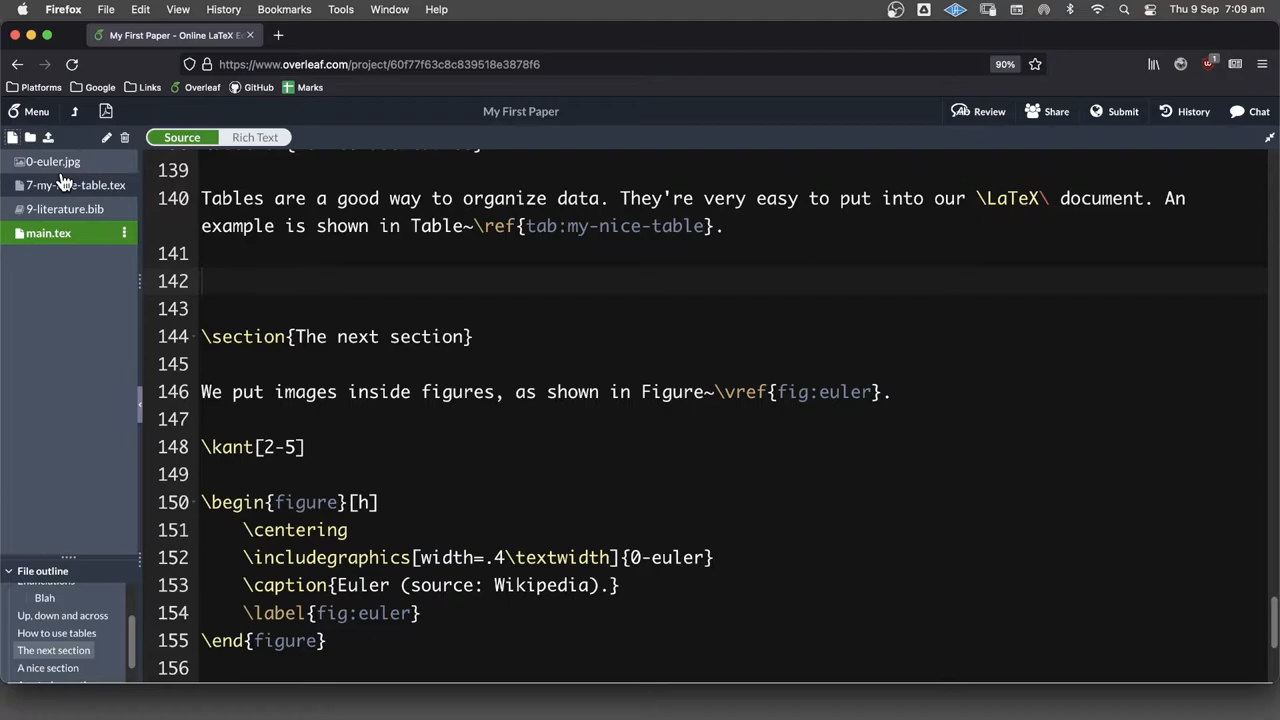 Firefox File Edit View History Bookmarks Tools Window Help Thu 9 Sep 7:09 am
My First Paper - Online LaTeX E
https://www.overleaf.com/project/60f77f63c8c839518e3878f6 90% 1
Platforms Google Links Overleaf GitHub Marks
Menu My First Paper Review Share Submit History Chat
Source Rich Text
0-euler.jpg
7-my-nice-table.tex
9-literature.bib
main.tex
139
140 Tables are a good way to organize data. They're very easy to put into our \LaTeX\ document. An
example is shown in Table~\ref{tab:my-nice-table}.
141
142
143
144 \section{The next section}
145
146 We put images inside figures, as shown in Figure~\vref{fig:euler}.
147
148 \kant[2-5]
149
150 \begin{figure}[h]
151 \centering
152 \includegraphics[width=.4\textwidth]{0-euler}
153 \caption{Euler (source: Wikipedia).}
154 \label{fig:euler}
155 \end{figure}
156
File outline
Blah
Up, down and across
How to use tables
The next section
A nice section